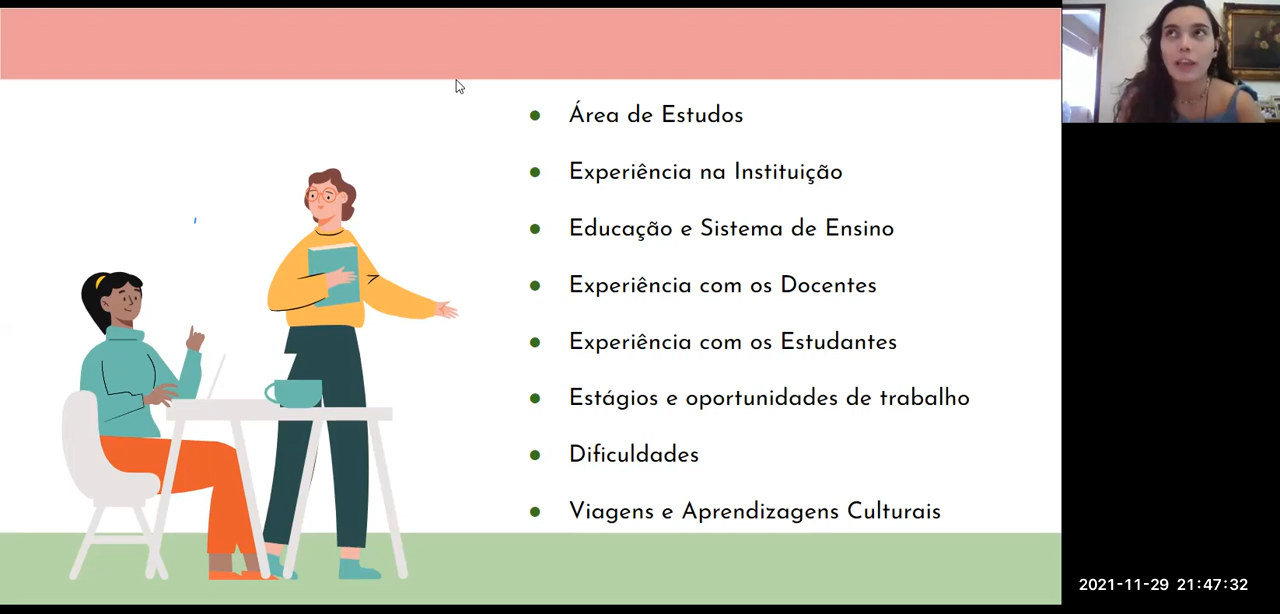 Área de Estudos
Experiência na Instituição
Educação e Sistema de Ensino
Experiência com os Docentes
Experiência com os Estudantes
Estágios e oportunidades de trabalho
Dificuldades
Viagens e Aprendizagens Culturais
2021-11-29 21:47:32